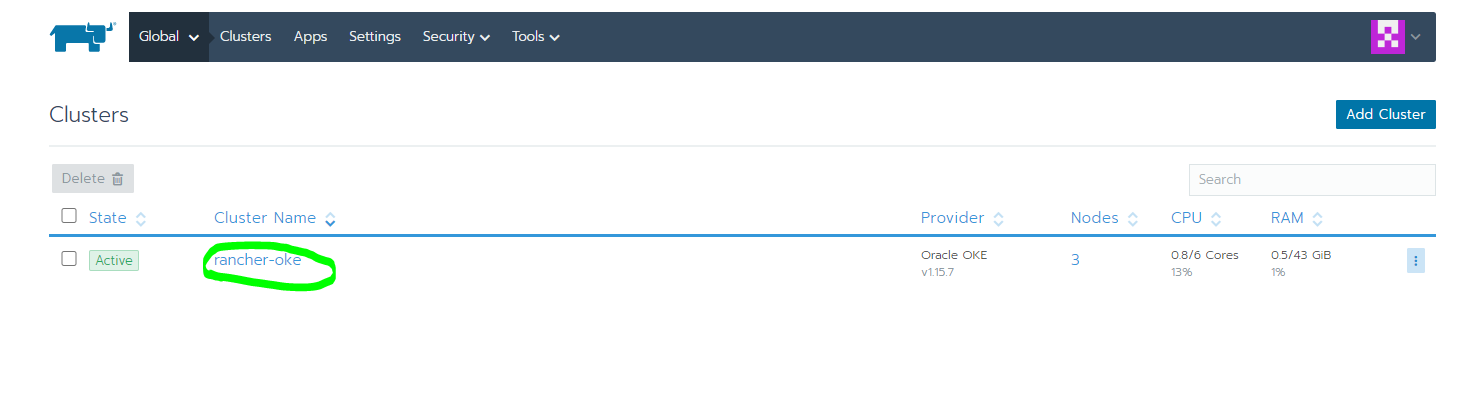 Global Clusters Apps Settings Security Tools
Clusters Add Cluster
Delete Search
State Cluster Name Provider Nodes CPU RAM
Active rancher-oke Oracle OKE 3 0.8/6 Cores 0.5/43 GiB
v1.15.7 13% 1%